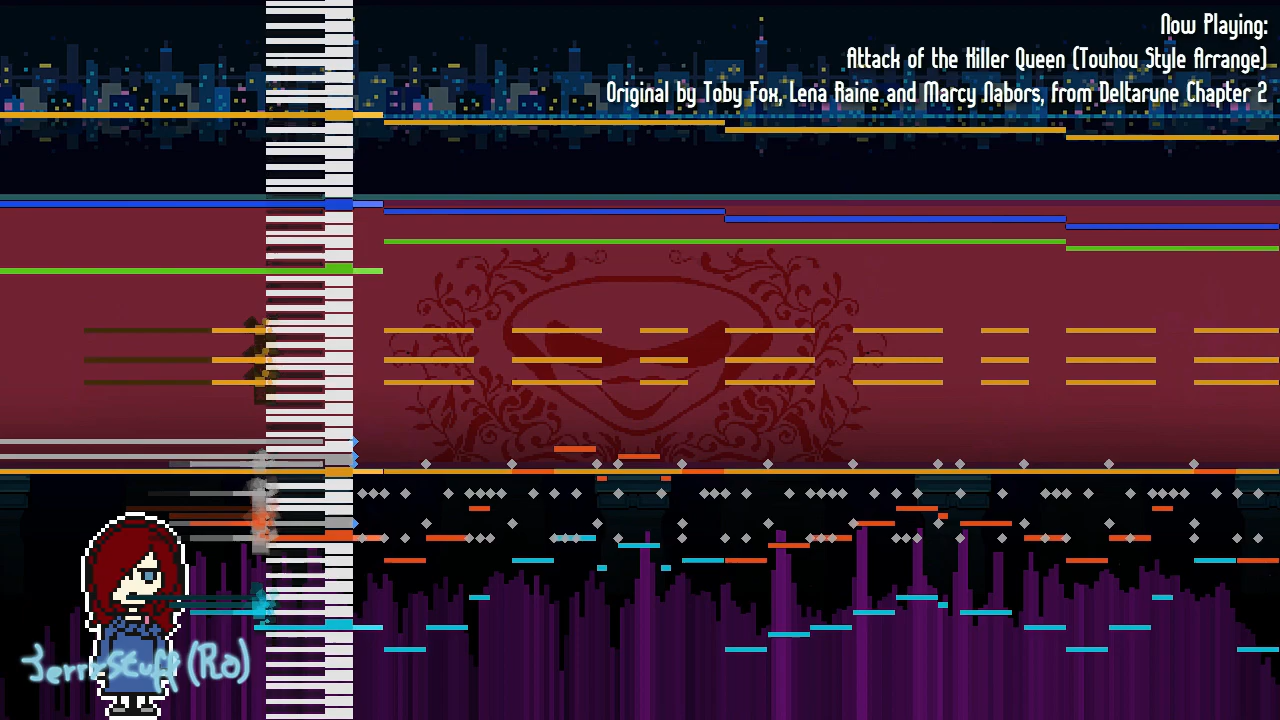 Now Playing:
Attack of the Killer Queen (Touhou Style Arrange)
Original by Toby Fox, Lena Raine and Marcy Nabors, from Deltarune Chapter 2
JerryStuff (Ro)